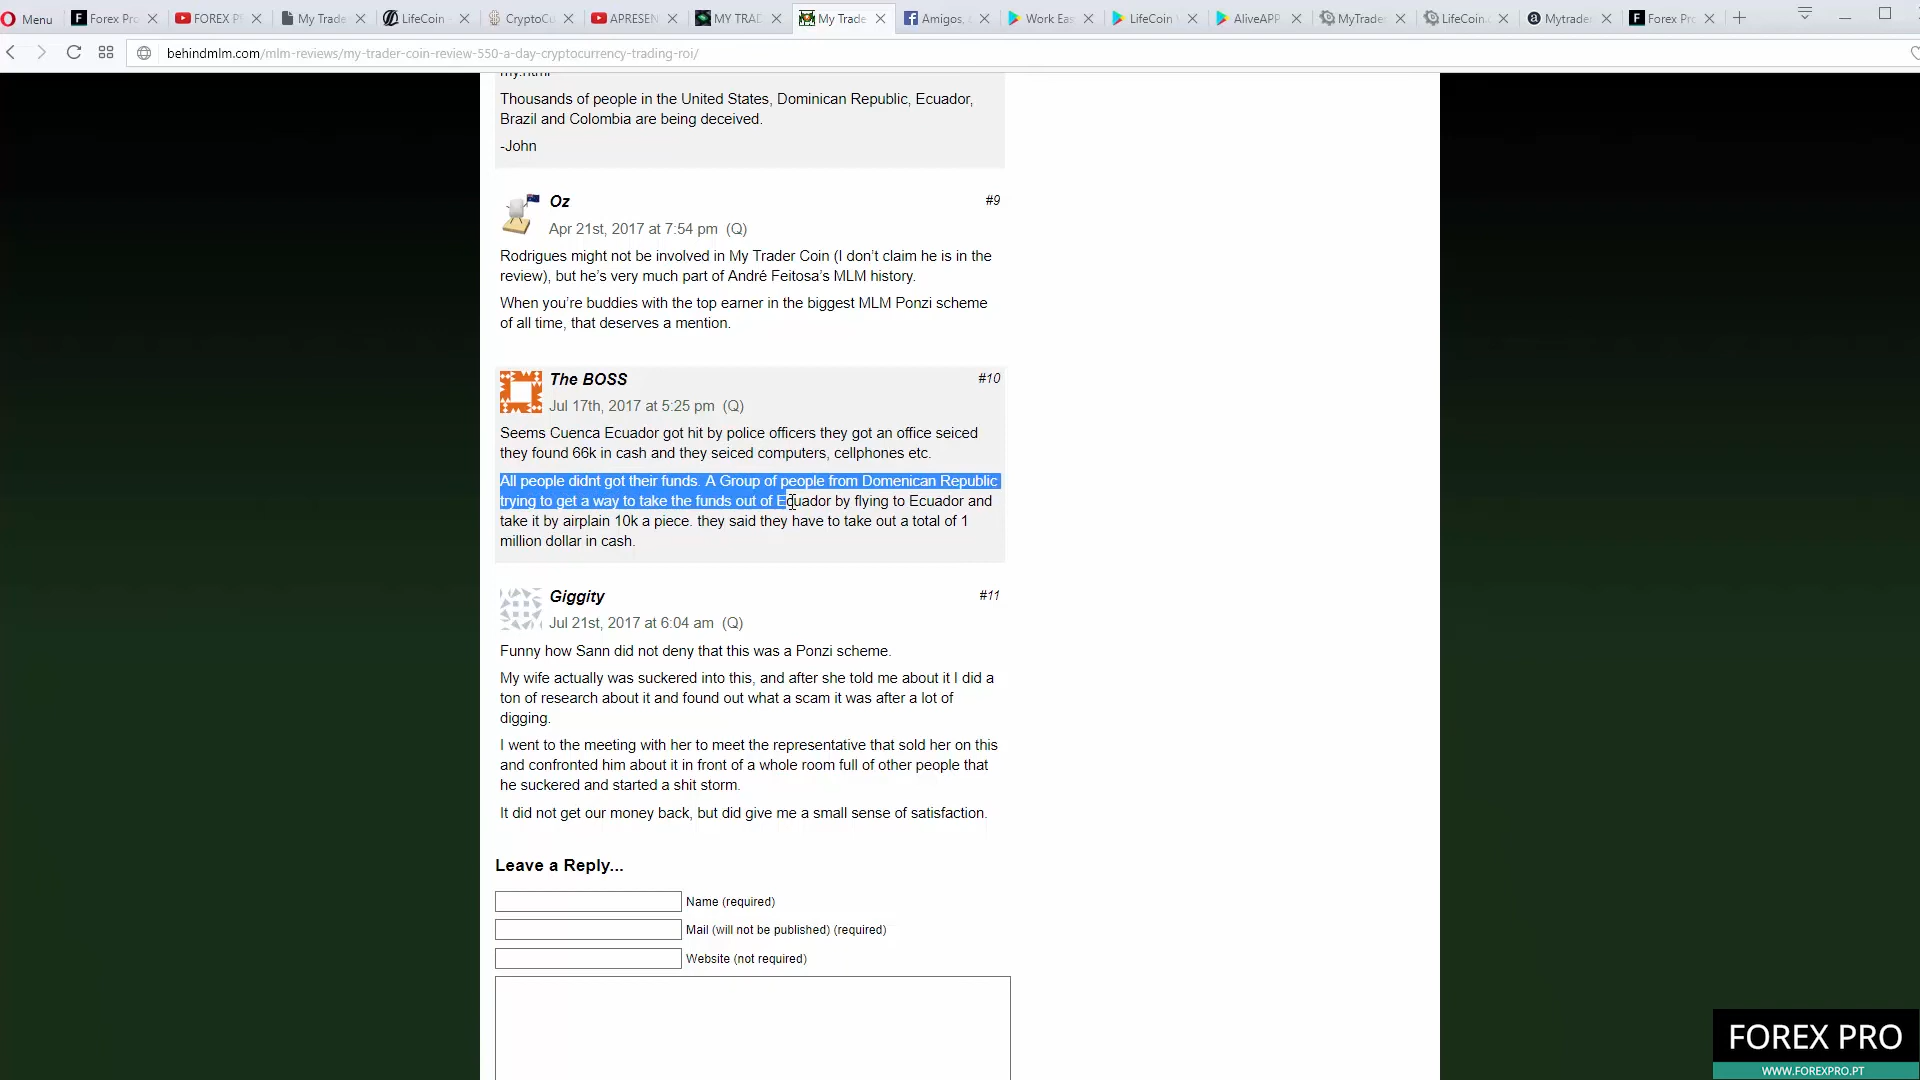 Menu
Forex Pro
FOREX P
My Trade
LifeCoin
CryptoCu
APRESEN
MY TRAD
My Trade
Amigos,
Work Eas
LifeCoin
AliveAPP
MyTrade
LifeCoin.
Mytrade
Forex Pro
behindmlm.com/mlm-reviews/my-trader-coin-review-550-a-day-cryptocurrency-trading-roi/
my.html
Thousands of people in the United States, Dominican Republic, Ecuador,
Brazil and Colombia are being deceived.
-John
Oz
#9
Apr 21st, 2017 at 7:54 pm (Q)
Rodrigues might not be involved in My Trader Coin (I don’t claim he is in the
review), but he’s very much part of André Feitosa’s MLM history.
When you’re buddies with the top earner in the biggest MLM Ponzi scheme
of all time, that deserves a mention.
The BOSS
#10
Jul 17th, 2017 at 5:25 pm (Q)
Seems Cuenca Ecuador got hit by police officers they got an office seiced
they found 66k in cash and they seiced computers, cellphones etc.
All people didnt got their funds. A Group of people from Domenican Republic
trying to get a way to take the funds out of Ecuador by flying to Ecuador and
take it by airplain 10k a piece. they said they have to take out a total of 1
million dollar in cash.
Giggity
#11
Jul 21st, 2017 at 6:04 am (Q)
Funny how Sann did not deny that this was a Ponzi scheme.
My wife actually was suckered into this, and after she told me about it I did a
ton of research about it and found out what a scam it was after a lot of
digging.
I went to the meeting with her to meet the representative that sold her on this
and confronted him about it in front of a whole room full of other people that
he suckered and started a shit storm.
It did not get our money back, but did give me a small sense of satisfaction.
Leave a Reply...
Name (required)
Mail (will not be published) (required)
Website (not required)
FOREX PRO
WWW.FOREXPRO.PT